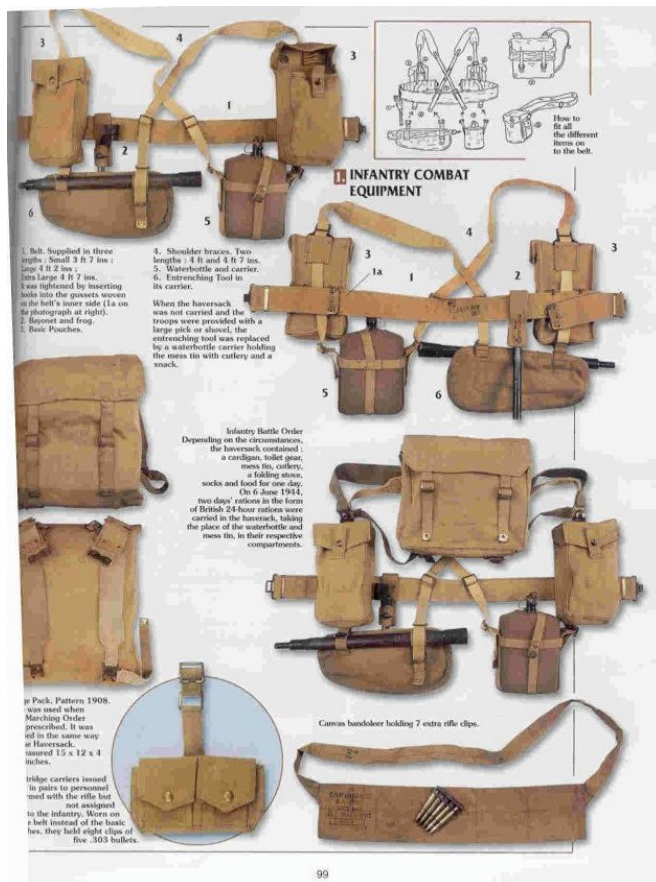 3
4
3
1
2
6
5
How to
fit all
the different
items on
to the belt.
1. INFANTRY COMBAT
EQUIPMENT
1. Belt. Supplied in three
lengths : Small 3 ft 7 ins :
Large 4 ft 2 ins :
Extra Large 4 ft 7 ins.
It was tightened by inserting
hooks into the gussets woven
on the belt's inner side (1a on
the photograph at right).
2. Bayonet and frog.
3. Basic Pouches.
4. Shoulder braces. Two
lengths : 4 ft and 4 ft 7 ins.
5. Waterbottle and carrier.
6. Entrenching Tool in
its carrier.
When the haversack
was not carried and the
troops were provided with a
large pick or shovel, the
entrenching tool was replaced
by a waterbottle carrier holding
the mess tin with cutlery and a
snack.
3
4
3
1a
1
2
5
6
Infantry Battle Order
Depending on the circumstances,
the haversack contained :
a cardigan, toilet gear,
mess tin, cutlery,
a folding stove,
socks and food for one day.
On 6 June 1944,
two days' rations in the form
of British 24-hour rations were
carried in the haverack, taking
the place of the waterbottle and
mess tin, in their respective
compartments.
ge Pack, Pattern 1908.
was used when
Marching Order
prescribed. It was
ed in the same way
se Haversack.
easured 15 x 12 x 4
inches.
tridge carriers issued
in pairs to personnel
rmed with the rifle but
not assigned
to the infantry. Worn on
e belt instead of the basic
hes, they held eight clips of
five .303 bullets.
Canvas bandoleer holding 7 extra rifle clips.
99